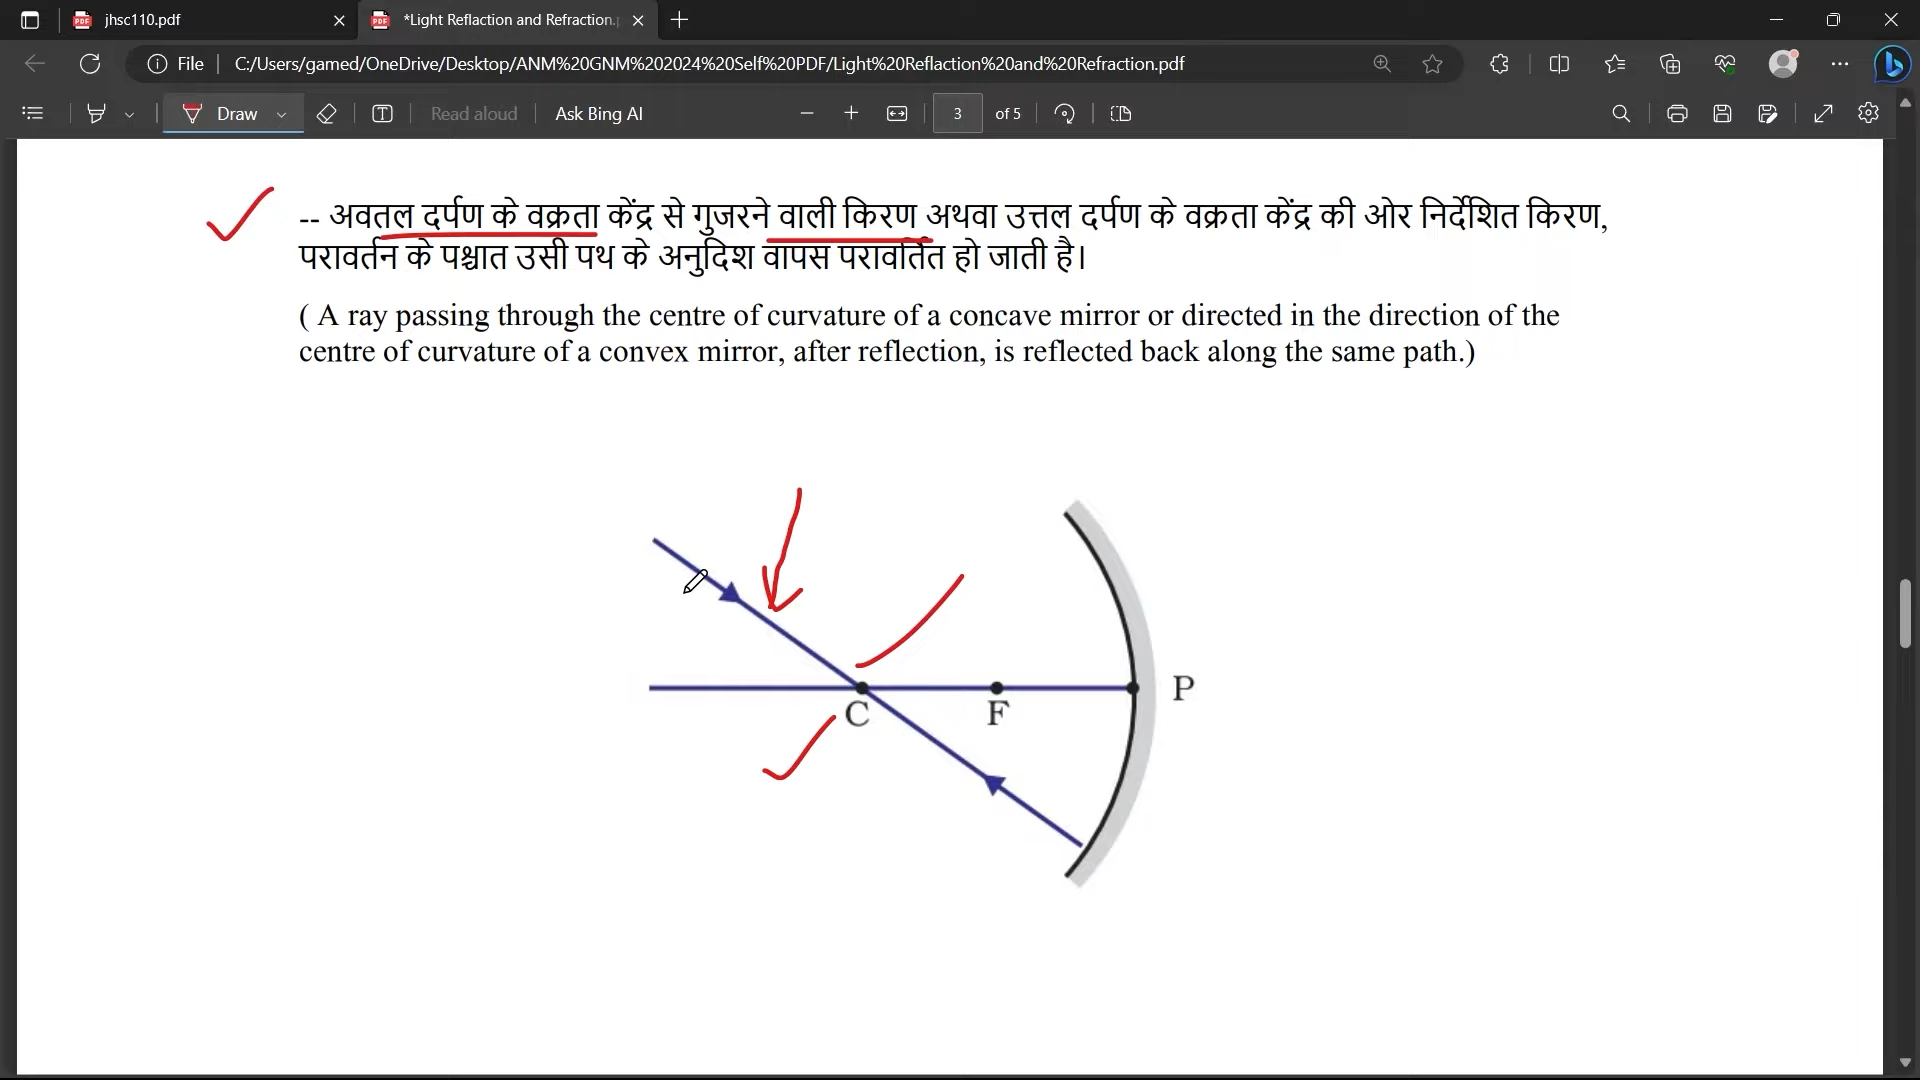 jhsc110.pdf
*Light Reflaction and Refraction.p
File
C:/Users/gamed/OneDrive/Desktop/ANM%20GNM%202024%20Self%20PDF/Light%20Reflaction%20and%20Refraction.pdf
Draw
Read aloud
Ask Bing AI
3 of 5
-- अवतल दर्पण के वक्रता केंद्र से गुजरने वाली किरण अथवा उत्तल दर्पण के वक्रता केंद्र की ओर निर्देशित किरण,
परावर्तन के पश्चात उसी पथ के अनुदिश वापस परावर्तित हो जाती है।
( A ray passing through the centre of curvature of a concave mirror or directed in the direction of the
centre of curvature of a convex mirror, after reflection, is reflected back along the same path.)
C F P